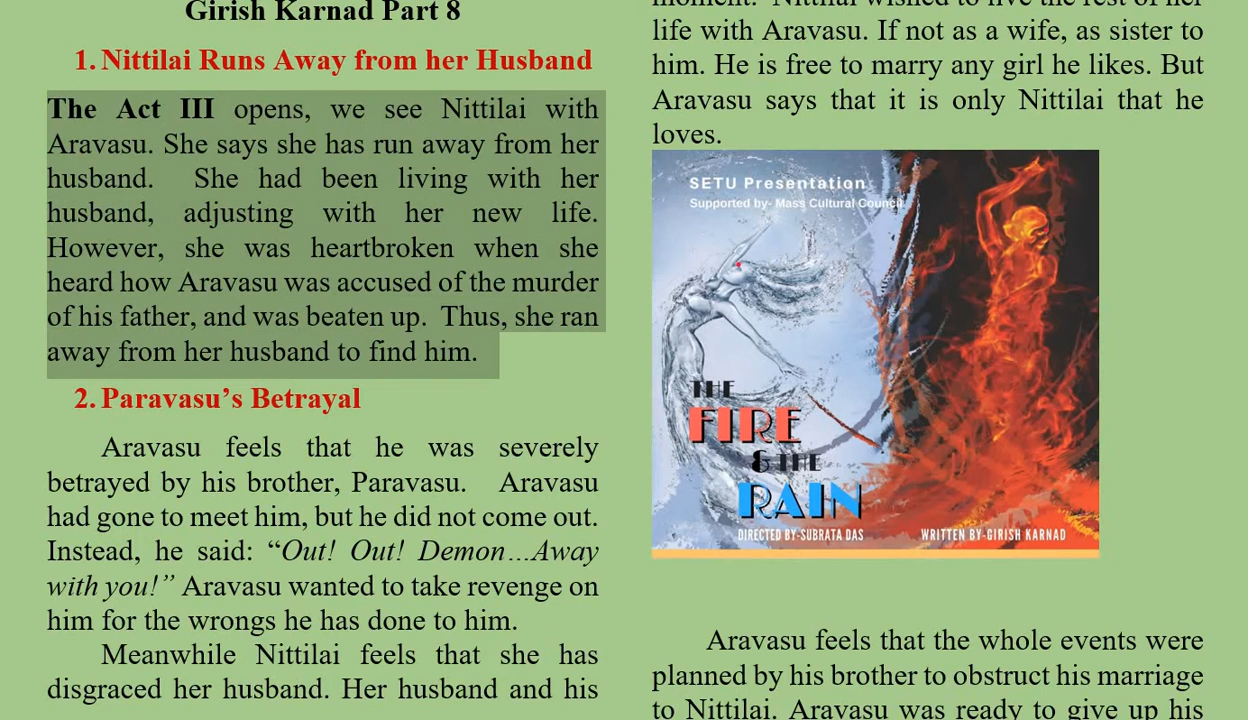 Girish Karnad Part 8
1. Nittilai Runs Away from her Husband
The Act III opens, we see Nittilai with
Aravasu. She says she has run away from her
husband. She had been living with her
husband, adjusting with her new life.
However, she was heartbroken when she
heard how Aravasu was accused of the murder
of his father, and was beaten up. Thus, she ran
away from her husband to find him.
2. Paravasu’s Betrayal
Aravasu feels that he was severely
betrayed by his brother, Paravasu. Aravasu
had gone to meet him, but he did not come out.
Instead, he said: “Out! Out! Demon…Away
with you!” Aravasu wanted to take revenge on
him for the wrongs he has done to him.
Meanwhile Nittilai feels that she has
disgraced her husband. Her husband and his
moment. Nittilai wished to live the rest of her
life with Aravasu. If not as a wife, as sister to
him. He is free to marry any girl he likes. But
Aravasu says that it is only Nittilai that he
loves.
SETU Presentation
Supported by- Mass Cultural Council
THE
FIRE
& THE
RAIN
DIRECTED BY-SUBRATA DAS WRITTEN BY-GIRISH KARNAD
Aravasu feels that the whole events were
planned by his brother to obstruct his marriage
to Nittilai. Aravasu was ready to give up his